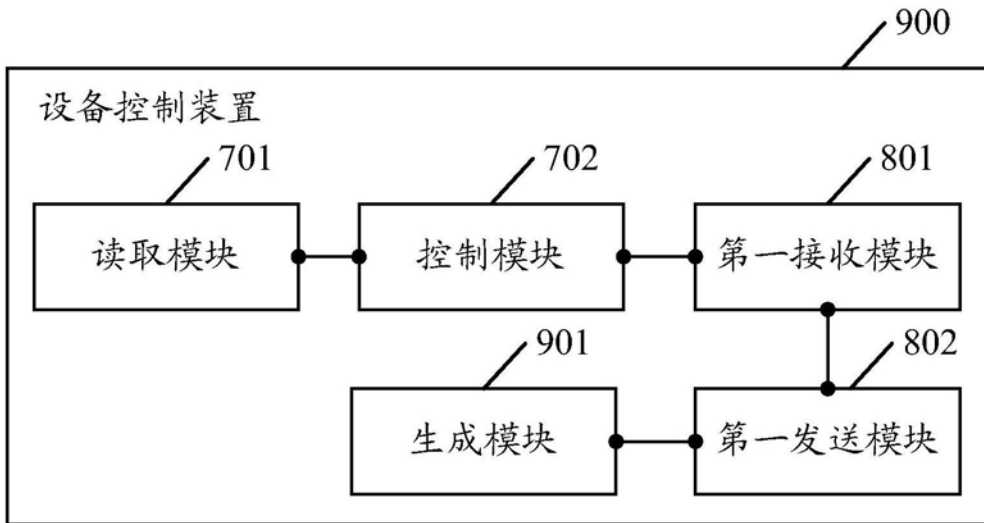 900
设备控制装置
701
702
801
读取模块
控制模块
第一接收模块
901
802
生成模块
第一发送模块